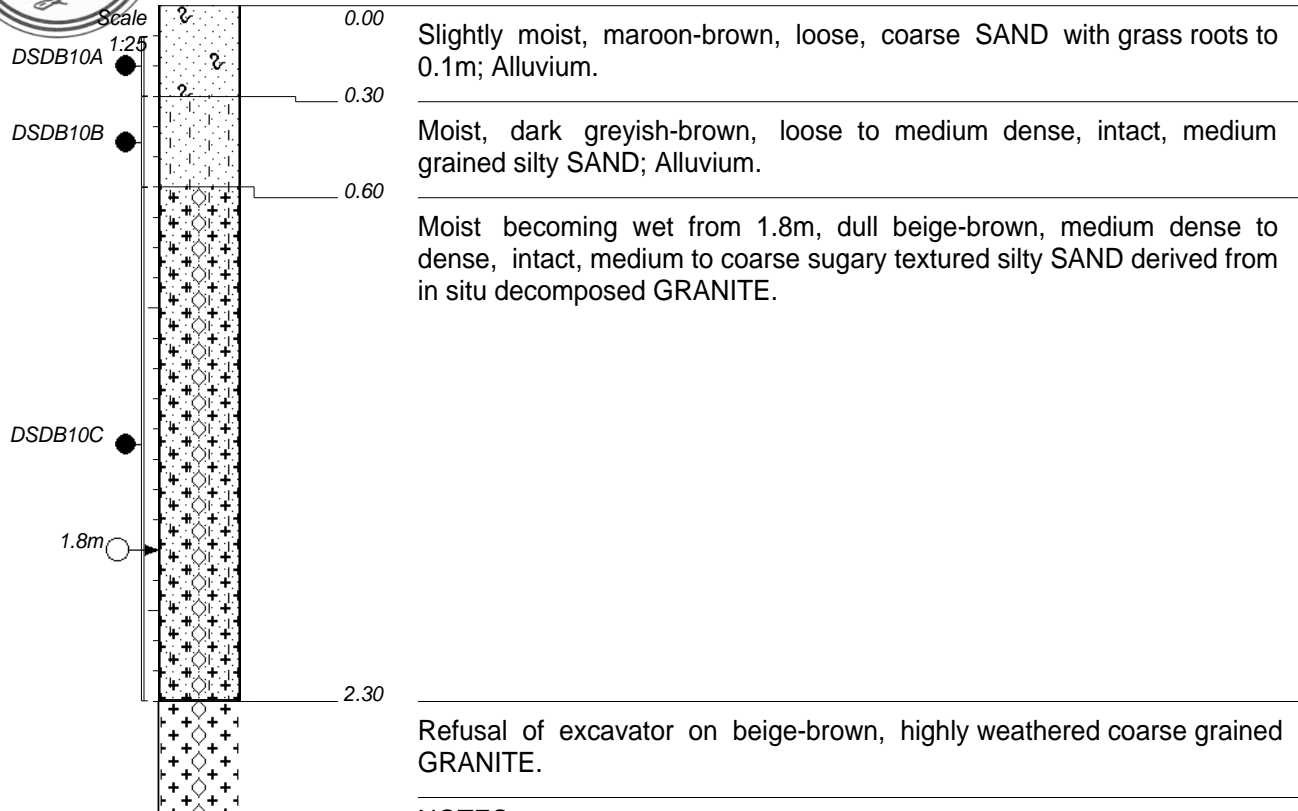 Scale
1:25
0.00
Slightly moist, maroon-brown, loose, coarse SAND with grass roots to
0.1m; Alluvium.
DSDB10A
0.30
DSDB10B
Moist, dark greyish-brown, loose to medium dense, intact, medium
grained silty SAND; Alluvium.
0.60
Moist becoming wet from 1.8m, dull beige-brown, medium dense to
dense, intact, medium to coarse sugary textured silty SAND derived from
in situ decomposed GRANITE.
DSDB10C
1.8m
2.30
Refusal of excavator on beige-brown, highly weathered coarse grained
GRANITE.
NOTES